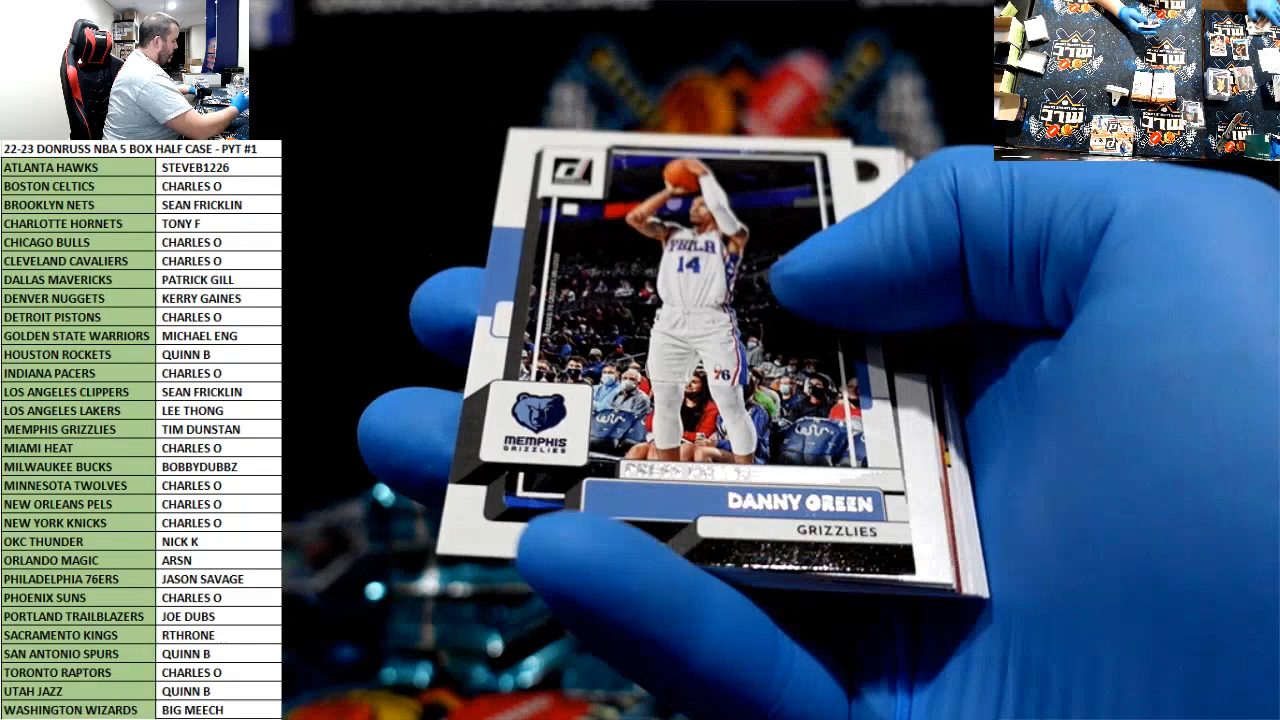 22-23 DONRUSS NBA 5 BOX HALF CASE - PYT #1
ATLANTA HAWKS STEVEB1226
BOSTON CELTICS CHARLES O
BROOKLYN NETS SEAN FRICKLIN
CHARLOTTE HORNETS TONY F
CHICAGO BULLS CHARLES O
CLEVELAND CAVALIERS CHARLES O
DALLAS MAVERICKS PATRICK GILL
DENVER NUGGETS KERRY GAINES
DETROIT PISTONS CHARLES O
GOLDEN STATE WARRIORS MICHAEL ENG
HOUSTON ROCKETS QUINN B
INDIANA PACERS CHARLES O
LOS ANGELES CLIPPERS SEAN FRICKLIN
LOS ANGELES LAKERS LEE THONG
MEMPHIS GRIZZLIES TIM DUNSTAN
MIAMI HEAT CHARLES O
MILWAUKEE BUCKS BOBBYDUBBZ
MINNESOTA TWOLVES CHARLES O
NEW ORLEANS PELS CHARLES O
NEW YORK KNICKS CHARLES O
OKC THUNDER NICK K
ORLANDO MAGIC ARSN
PHILADELPHIA 76ERS JASON SAVAGE
PHOENIX SUNS CHARLES O
PORTLAND TRAILBLAZERS JOE DUBS
SACRAMENTO KINGS RTHRONE
SAN ANTONIO SPURS QUINN B
TORONTO RAPTORS CHARLES O
UTAH JAZZ QUINN B
WASHINGTON WIZARDS BIG MEECH
PHILA
14
76
MEMPHIS
GRIZZLIES
DANNY GREEN
GRIZZLIES